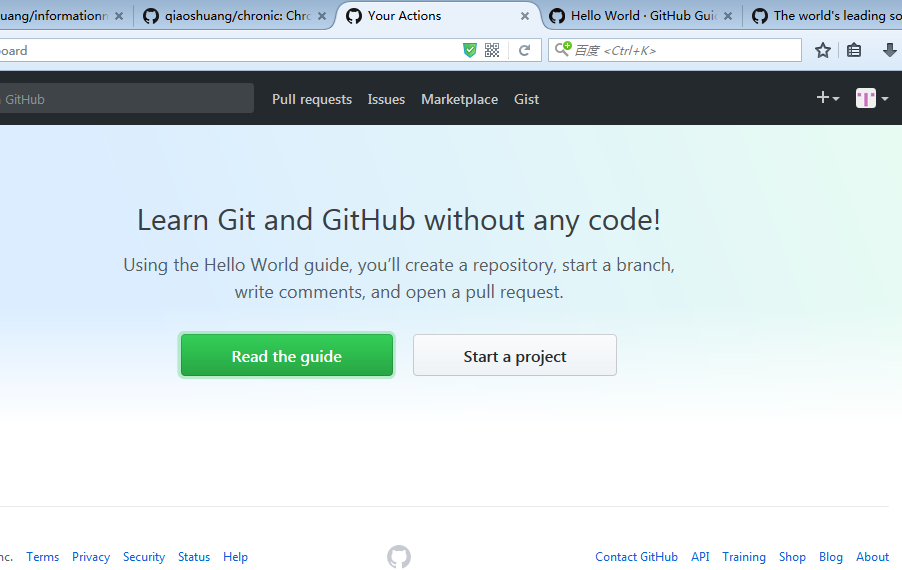 uang/informationn
qiaoshuang/chronic: Chro
Your Actions
Hello World · GitHub Guid
The world's leading so
oard
百度 <Ctrl+K>
GitHub
Pull requests
Issues
Marketplace
Gist
Learn Git and GitHub without any code!
Using the Hello World guide, you’ll create a repository, start a branch,
write comments, and open a pull request.
Read the guide
Start a project
nc.
Terms
Privacy
Security
Status
Help
Contact GitHub
API
Training
Shop
Blog
About